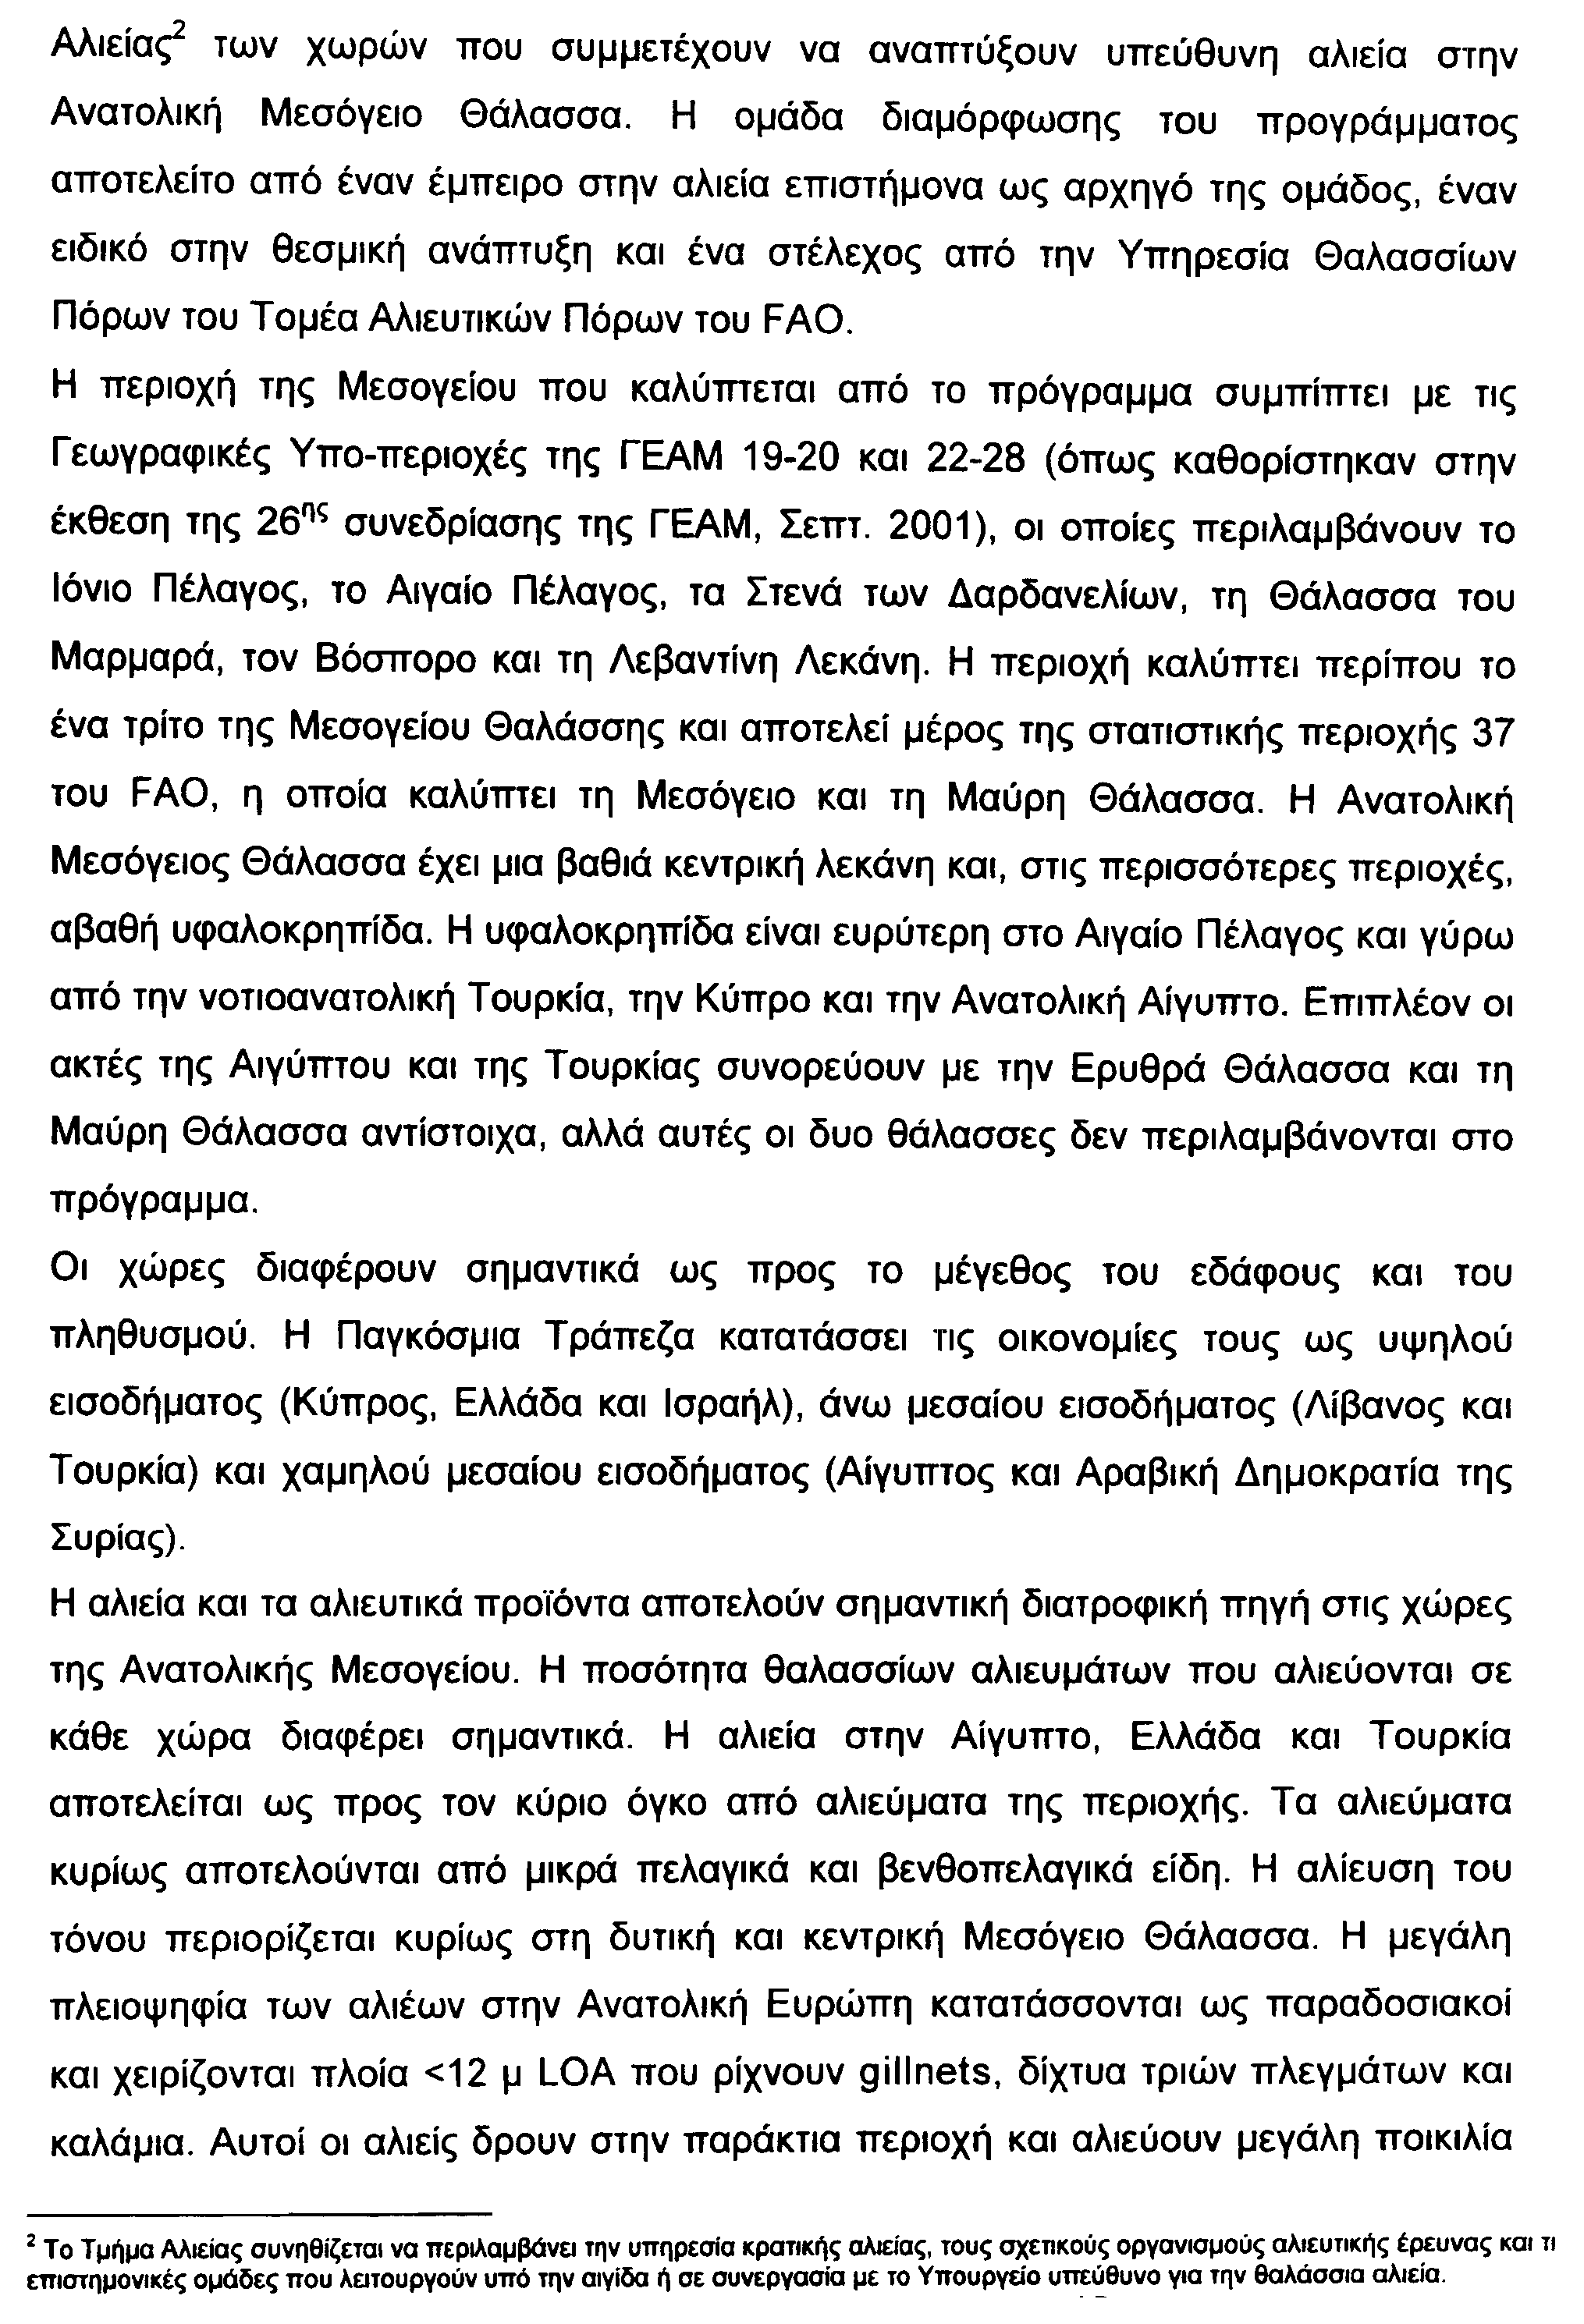 Αλιείας² των χωρών που συμμετέχουν να αναπτύξουν υπεύθυνη αλιεία στην
Ανατολική Μεσόγειο Θάλασσα. Η ομάδα διαμόρφωσης του προγράμματος
αποτελείτο από έναν έμπειρο στην αλιεία επιστήμονα ως αρχηγό της ομάδος, έναν
ειδικό στην θεσμική ανάπτυξη και ένα στέλεχος από την Υπηρεσία Θαλασσίων
Πόρων του Τομέα Αλιευτικών Πόρων του FAO.
Η περιοχή της Μεσογείου που καλύπτεται από το πρόγραμμα συμπίπτει με τις
Γεωγραφικές Υπο-περιοχές της ΓΕΑΜ 19-20 και 22-28 (όπως καθορίστηκαν στην
έκθεση της 26ης συνεδρίασης της ΓΕΑΜ, Σεπτ. 2001), οι οποίες περιλαμβάνουν το
Ιόνιο Πέλαγος, το Αιγαίο Πέλαγος, τα Στενά των Δαρδανελίων, τη Θάλασσα του
Μαρμαρά, τον Βόσπορο και τη Λεβαντίνη Λεκάνη. Η περιοχή καλύπτει περίπου το
ένα τρίτο της Μεσογείου Θαλάσσης και αποτελεί μέρος της στατιστικής περιοχής 37
του FAO, η οποία καλύπτει τη Μεσόγειο και τη Μαύρη Θάλασσα. Η Ανατολική
Μεσόγειος Θάλασσα έχει μια βαθιά κεντρική λεκάνη και, στις περισσότερες περιοχές,
αβαθή υφαλοκρηπίδα. Η υφαλοκρηπίδα είναι ευρύτερη στο Αιγαίο Πέλαγος και γύρω
από την νοτιοανατολική Τουρκία, την Κύπρο και την Ανατολική Αίγυπτο. Επιπλέον οι
ακτές της Αιγύπτου και της Τουρκίας συνορεύουν με την Ερυθρά Θάλασσα και τη
Μαύρη Θάλασσα αντίστοιχα, αλλά αυτές οι δυο θάλασσες δεν περιλαμβάνονται στο
πρόγραμμα.
Οι χώρες διαφέρουν σημαντικά ως προς το μέγεθος του εδάφους και του
πληθυσμού. Η Παγκόσμια Τράπεζα κατατάσσει τις οικονομίες τους ως υψηλού
εισοδήματος (Κύπρος, Ελλάδα και Ισραήλ), άνω μεσαίου εισοδήματος (Λίβανος και
Τουρκία) και χαμηλού μεσαίου εισοδήματος (Αίγυπτος και Αραβική Δημοκρατία της
Συρίας).
Η αλιεία και τα αλιευτικά προϊόντα αποτελούν σημαντική διατροφική πηγή στις χώρες
της Ανατολικής Μεσογείου. Η ποσότητα θαλασσίων αλιευμάτων που αλιεύονται σε
κάθε χώρα διαφέρει σημαντικά. Η αλιεία στην Αίγυπτο, Ελλάδα και Τουρκία
αποτελείται ως προς τον κύριο όγκο από αλιεύματα της περιοχής. Τα αλιεύματα
κυρίως αποτελούνται από μικρά πελαγικά και βενθοπελαγικά είδη. Η αλίευση του
τόνου περιορίζεται κυρίως στη δυτική και κεντρική Μεσόγειο Θάλασσα. Η μεγάλη
πλειοψηφία των αλιέων στην Ανατολική Ευρώπη κατατάσσονται ως παραδοσιακοί
και χειρίζονται πλοία <12 μ LOA που ρίχνουν gillnets, δίχτυα τριών πλεγμάτων και
καλάμια. Αυτοί οι αλιείς δρουν στην παράκτια περιοχή και αλιεύουν μεγάλη ποικιλία
² Το Τμήμα Αλιείας συνηθίζεται να περιλαμβάνει την υπηρεσία κρατικής αλιείας, τους σχετικούς οργανισμούς αλιευτικής έρευνας και τι
επιστημονικές ομάδες που λειτουργούν υπό την αιγίδα ή σε συνεργασία με το Υπουργείο υπεύθυνο για την θαλάσσια αλιεία.